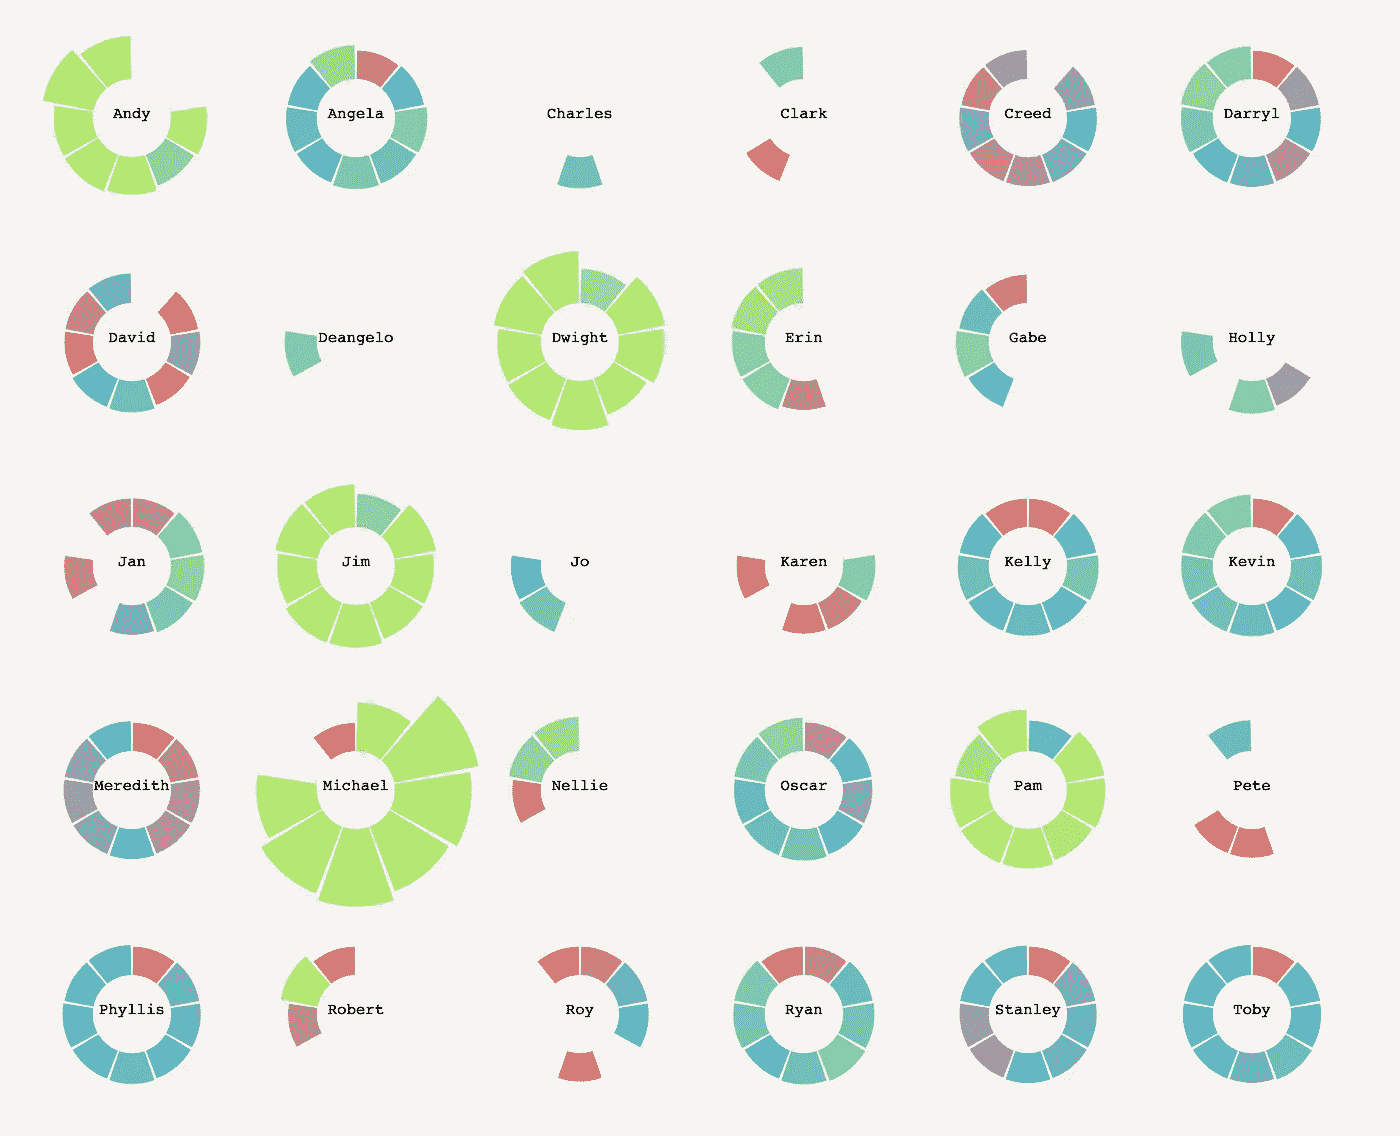 Andy
Angela
Charles
Clark
Creed
Darryl
David
Deangelo
Dwight
Erin
Gabe
Holly
Jan
Jim
Jo
Karen
Kelly
Kevin
Meredith
Michael
Nellie
Oscar
Pam
Pete
Phyllis
Robert
Roy
Ryan
Stanley
Toby